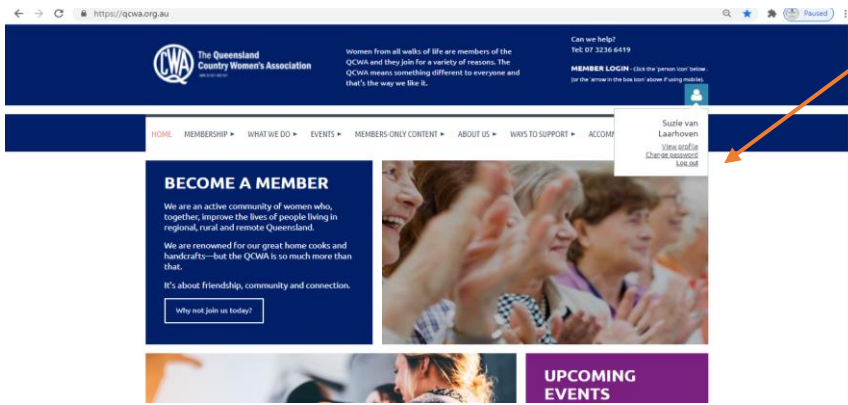 https://qcwa.org.au
Paused
CWA
The Queensland
Country Women's Association
Women from all walks of life are members of the
QCWA and they join for a variety of reasons. The
QCWA means something different to everyone and
that's the way we like it.
Can we help?
Tel: 07 3236 6419
MEMBER LOGIN - Click the 'person icon' below .
(or the 'arrow in the box icon' above if using mobile).
Suzie van
Laarhoven
View profile
Change password
Log out
HOME MEMBERSHIP ► WHAT WE DO ► EVENTS ► MEMBERS-ONLY CONTENT ► ABOUT US ► WAYS TO SUPPORT ► ACCOM
BECOME A MEMBER
We are an active community of women who,
together, improve the lives of people living in
regional, rural and remote Queensland.
We are renowned for our great home cooks and
handcrafts—but the QCWA is so much more than
that.
It's about friendship, community and connection.
Why not join us today?
UPCOMING
EVENTS